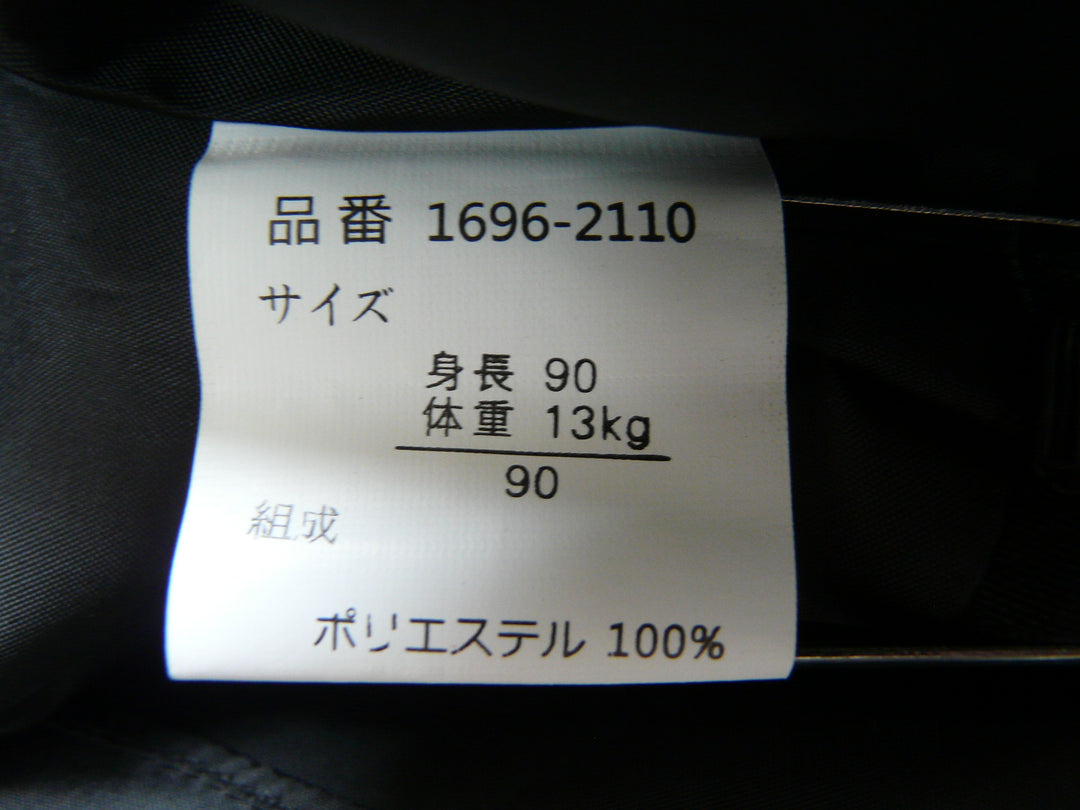 品番 1696-2110
サイズ
身長 90
体重 13kg
90
組成
ポリエステル 100%